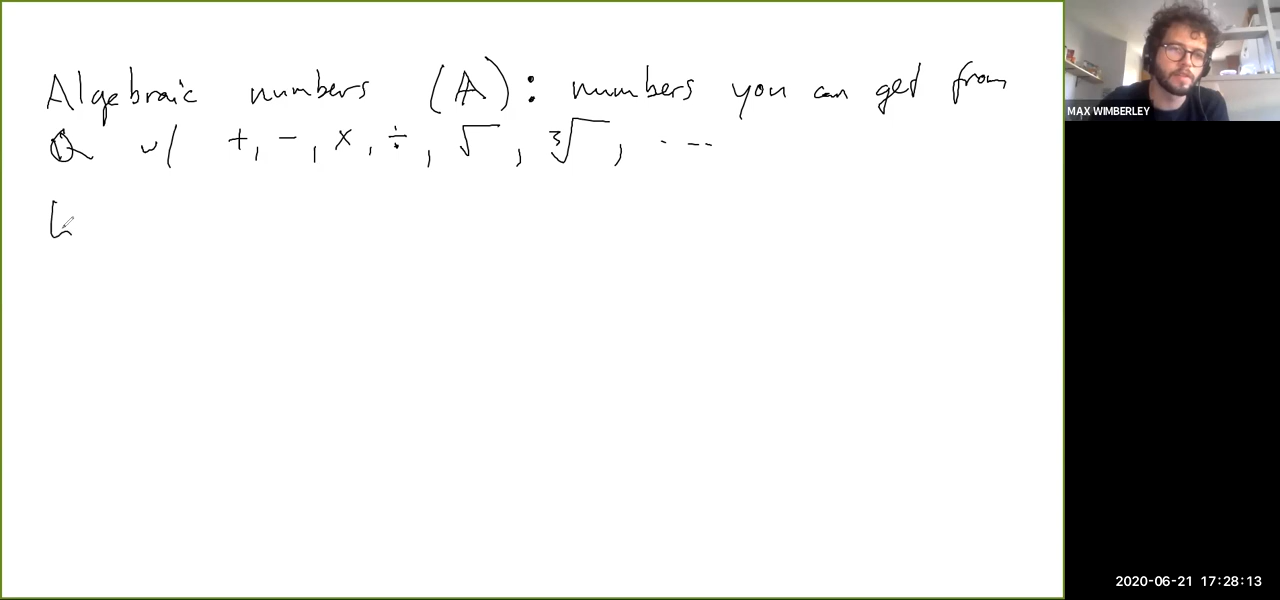 Algebraic numbers (𝔸): numbers you can get from
ℚ w/ +, -, ×, ÷, √, ∛, ...
MAX WIMBERLEY
2020-06-21 17:28:13